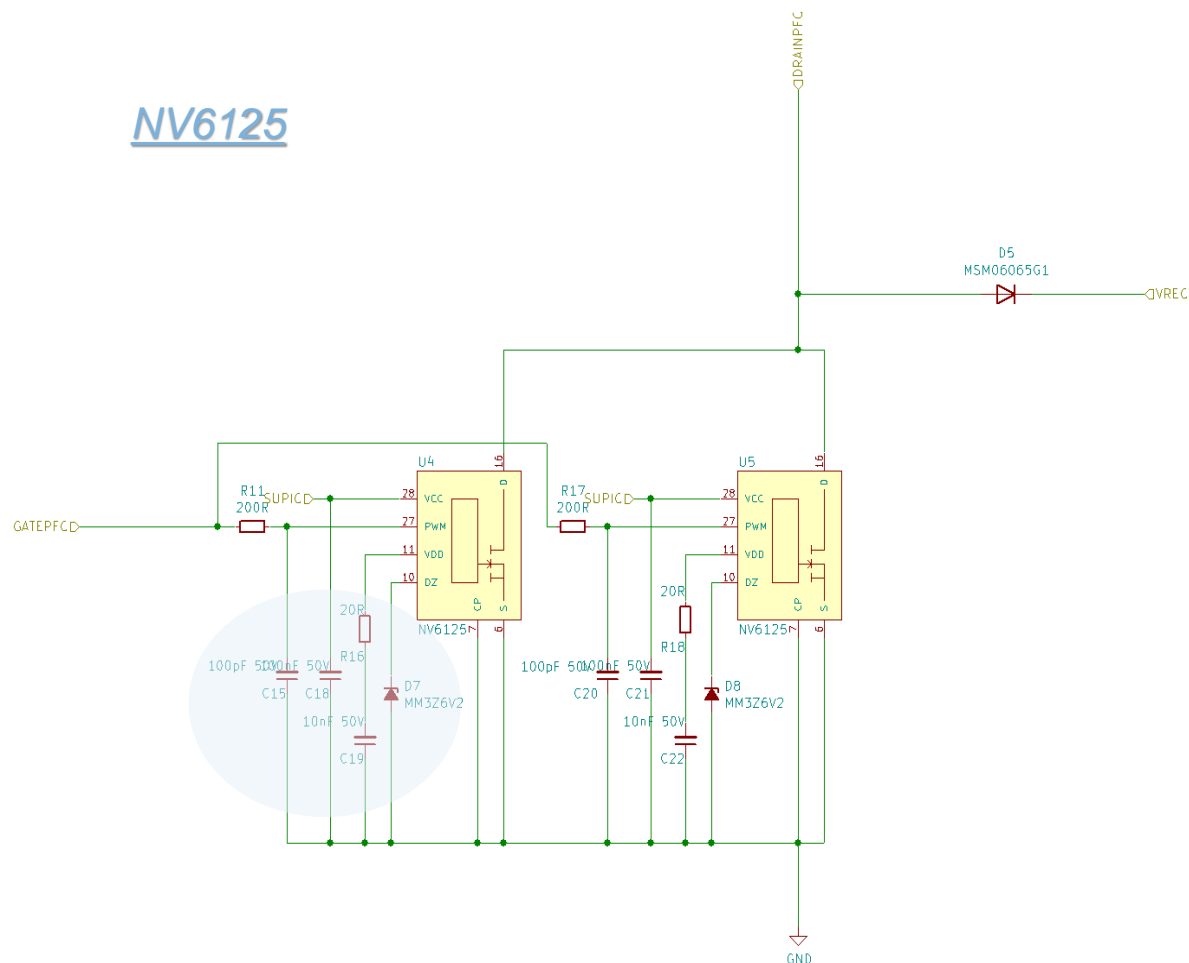 DRAINPFC
NV6125
D5
MSM06065G1
VREG
U4
16
D
U5
16
D
R11
200R
SUPIC
28
VCC
R17
200R
SUPIC
28
VCC
GATEPFC
27
PWM
27
PWM
11
VDD
11
VDD
10
DZ
10
DZ
CP
S
CP
S
20R
7
6
NV6125
20R
7
6
NV6125
R16
R18
100pF 50V
100nF 50V
C15
C18
D7
MM3Z6V2
100pF 50V
100nF 50V
C20
C21
D8
MM3Z6V2
10nF 50V
C19
10nF 50V
C22
GND